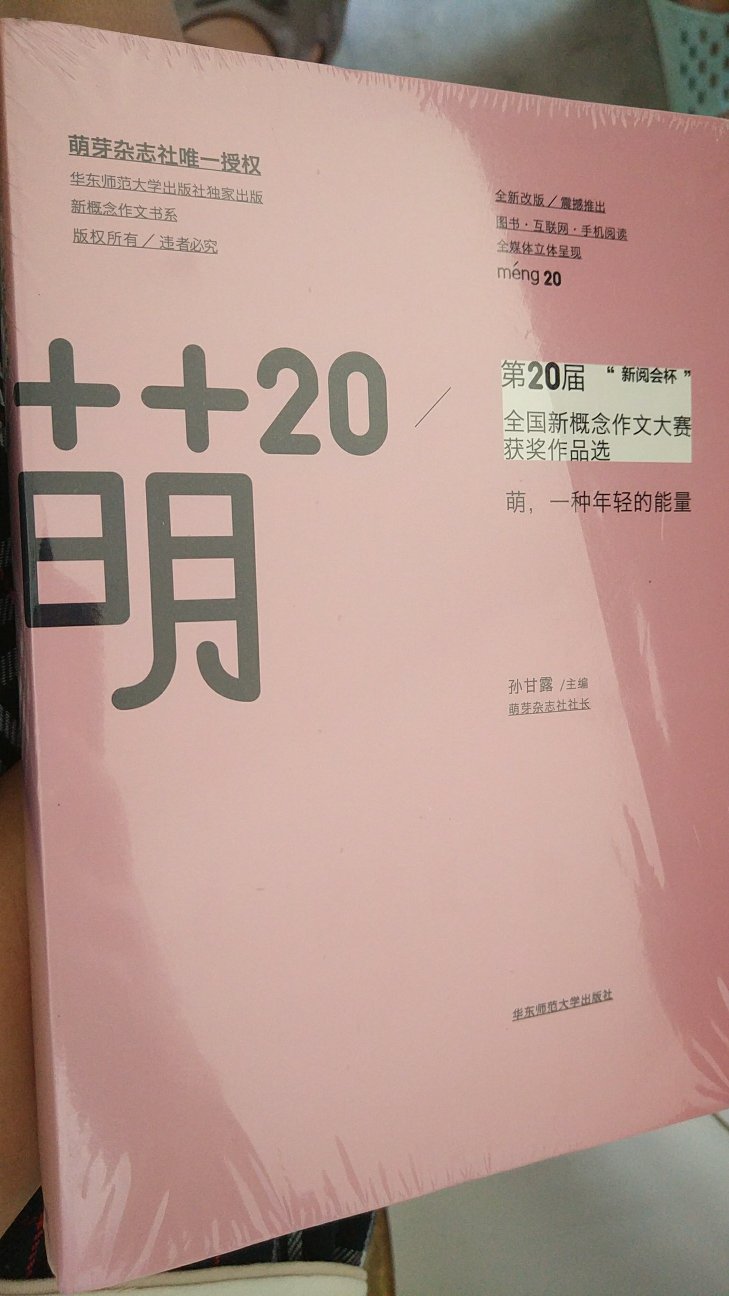 萌芽杂志社唯一授权
华东师范大学出版社独家出版
新概念作文书系
版权所有／违者必究
全新改版／震撼推出
图书·互联网·手机阅读
全媒体立体呈现
méng 20
萌20／
第20届“新阅会杯”
全国新概念作文大赛
获奖作品选
萌，一种年轻的能量
孙甘露／主编
萌芽杂志社社长
华东师范大学出版社